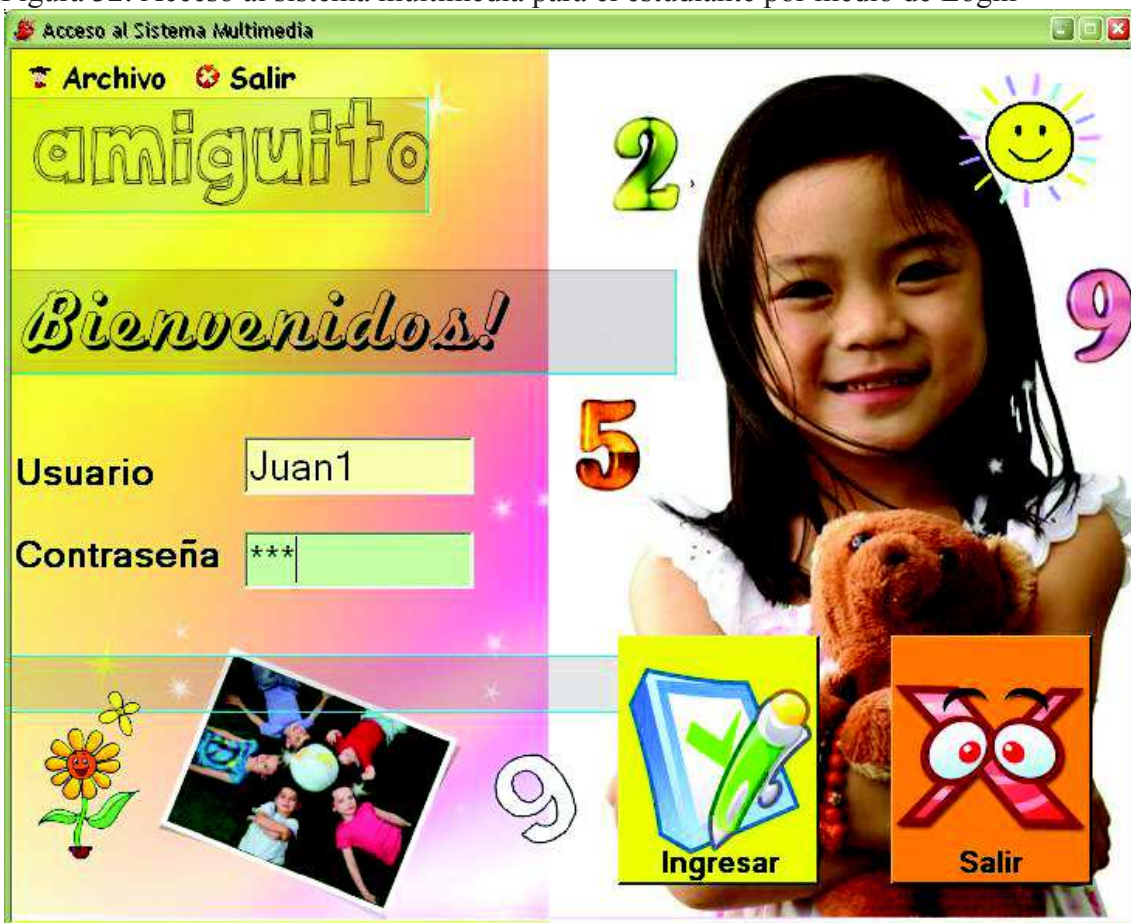 Figura 32: Acceso al sistema multimedia para el estudiante por medio de Login
Acceso al Sistema Multimedia
Archivo Salir
amiguito
2
Bienvenidos!
9
5
Usuario Juan1
Contraseña ***
9
Ingresar Salir